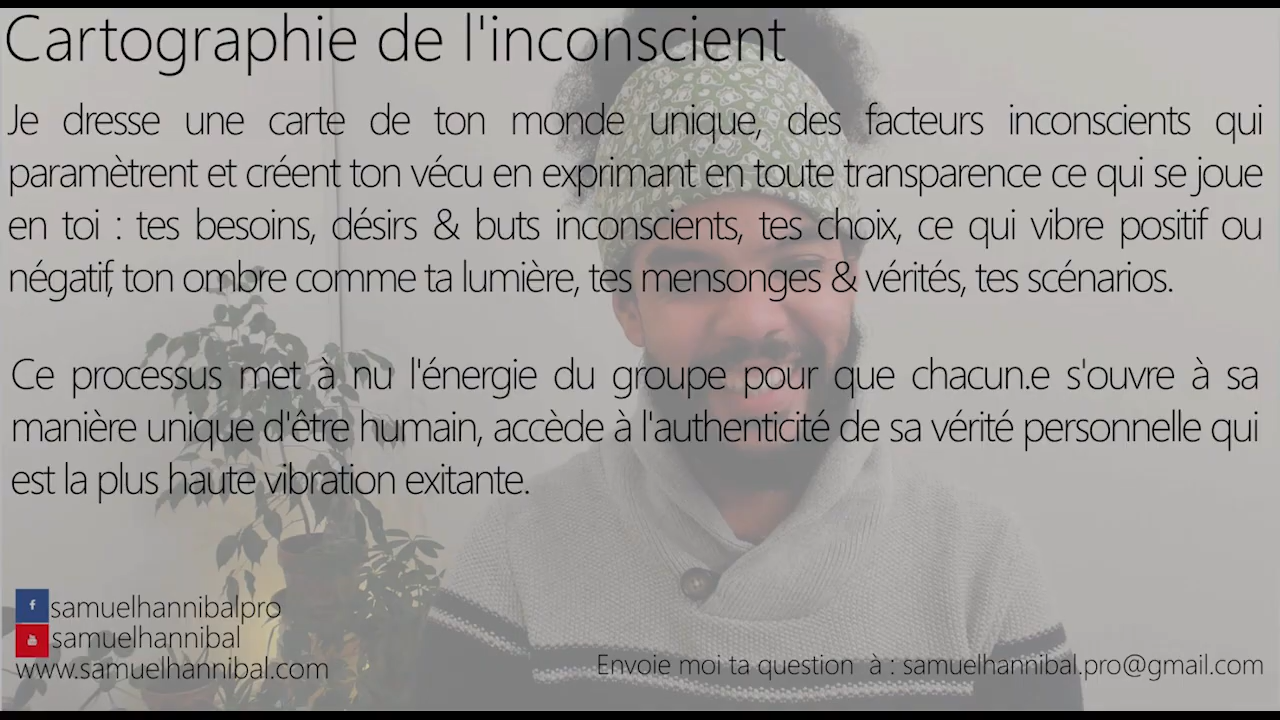 Cartographie de l'inconscient
Je dresse une carte de ton monde unique, des facteurs inconscients qui
paramètrent et créent ton vécu en exprimant en toute transparence ce qui se joue
en toi : tes besoins, désirs & buts inconscients, tes choix, ce qui vibre positif ou
négatif, ton ombre comme ta lumière, tes mensonges & vérités, tes scénarios.
Ce processus met à nu l'énergie du groupe pour que chacun.e s'ouvre à sa
manière unique d'être humain, accède à l'authenticité de sa vérité personnelle qui
est la plus haute vibration exitante.
samuelhannibalpro
samuelhannibal
www.samuelhannibal.com
Envoie moi ta question à : samuelhannibal.pro@gmail.com